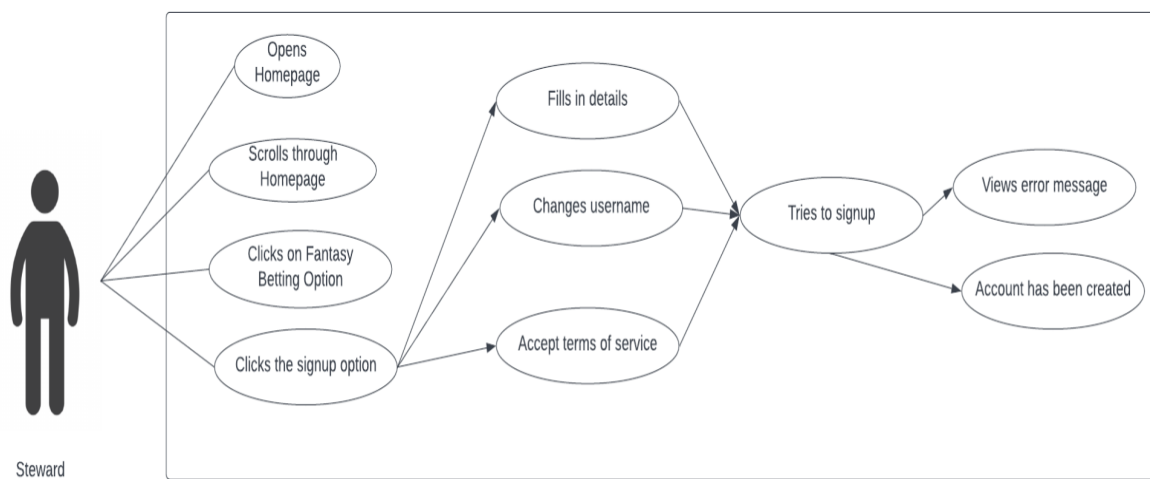 Opens
Homepage
Scrolls through
Homepage
Clicks on Fantasy
Betting Option
Clicks the signup option
Fills in details
Changes username
Accept terms of service
Tries to signup
Views error message
Account has been created
Steward